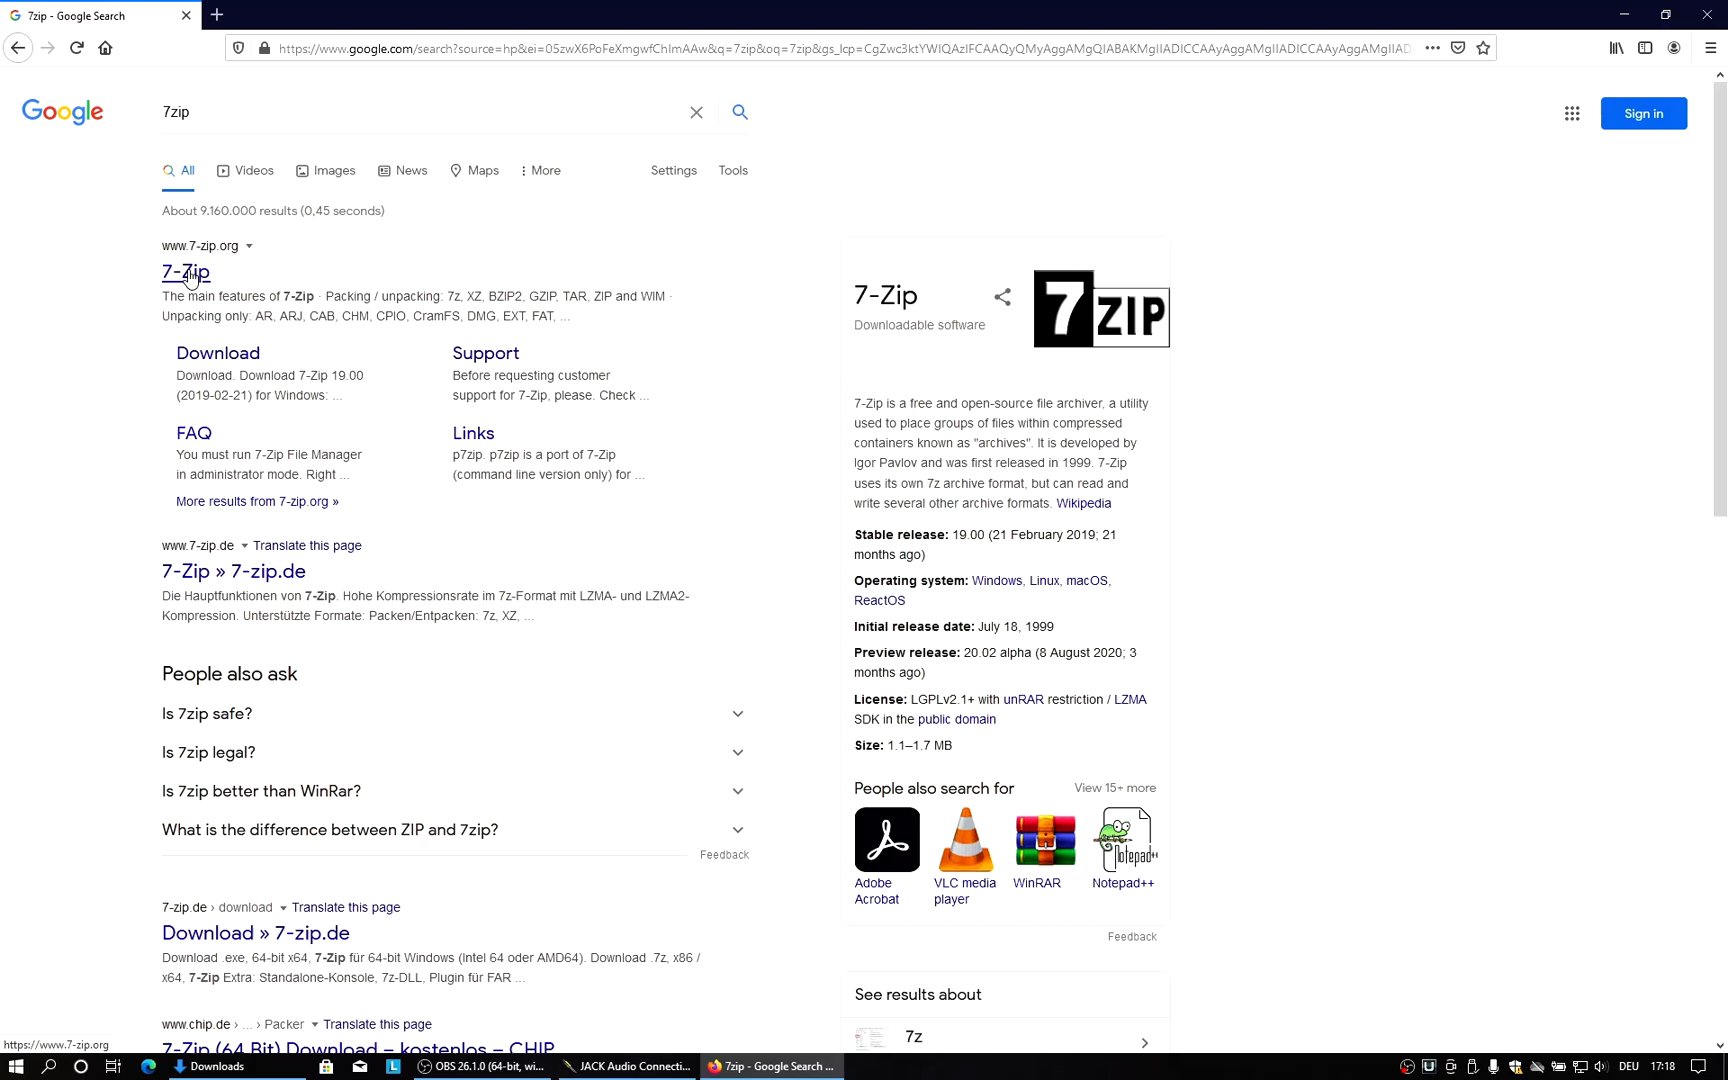 7zip - Google Search
https://www.google.com/search?source=hp&ei=05zwX6PoFeXmgwfChImAAw&q=7zip&oq=7zip&gs_lcp=CgZwc3ktYWIQAzIFCAAQyQMyAggAMgQIABAKMgIIADICCAAyAggAMgIIADICCAAyAggAMgIIAD
Google
7zip
Sign in
All Videos Images News Maps More Settings Tools
About 9.160.000 results (0,45 seconds)
www.7-zip.org
7-Zip
The main features of 7-Zip · Packing / unpacking: 7z, XZ, BZIP2, GZIP, TAR, ZIP and WIM ·
Unpacking only: AR, ARJ, CAB, CHM, CPIO, CramFS, DMG, EXT, FAT, ...
Download
Download. Download 7-Zip 19.00
(2019-02-21) for Windows: ...
Support
Before requesting customer
support for 7-Zip, please. Check ...
FAQ
You must run 7-Zip File Manager
in administrator mode. Right ...
Links
p7zip. p7zip is a port of 7-Zip
(command line version only) for ...
More results from 7-zip.org »
www.7-zip.de Translate this page
7-Zip » 7-zip.de
Die Hauptfunktionen von 7-Zip. Hohe Kompressionsrate im 7z-Format mit LZMA- und LZMA2-
Kompression. Unterstützte Formate: Packen/Entpacken: 7z, XZ, ...
People also ask
Is 7zip safe?
Is 7zip legal?
Is 7zip better than WinRar?
What is the difference between ZIP and 7zip?
Feedback
7-zip.de › download Translate this page
Download » 7-zip.de
Download .exe, 64-bit x64, 7-Zip für 64-bit Windows (Intel 64 oder AMD64). Download .7z, x86 /
x64, 7-Zip Extra: Standalone-Konsole, 7z-DLL, Plugin für FAR ...
www.chip.de › ... › Packer Translate this page
7-Zip (64 Bit) Download – kostenlos – CHIP
7-Zip
Downloadable software
7 ZIP
7-Zip is a free and open-source file archiver, a utility
used to place groups of files within compressed
containers known as "archives". It is developed by
Igor Pavlov and was first released in 1999. 7-Zip
uses its own 7z archive format, but can read and
write several other archive formats. Wikipedia
Stable release: 19.00 (21 February 2019; 21
months ago)
Operating system: Windows, Linux, macOS,
ReactOS
Initial release date: July 18, 1999
Preview release: 20.02 alpha (8 August 2020; 3
months ago)
License: LGPLv2.1+ with unRAR restriction / LZMA
SDK in the public domain
Size: 1.1–1.7 MB
People also search for View 15+ more
Notepad++
Adobe
Acrobat
VLC media
player
WinRAR
Notepad++
Feedback
See results about
7z
https://www.7-zip.org
Downloads
L
OBS 26.1.0 (64-bit, wi...
JACK Audio Connecti...
7zip - Google Search ...
DEU
17:18